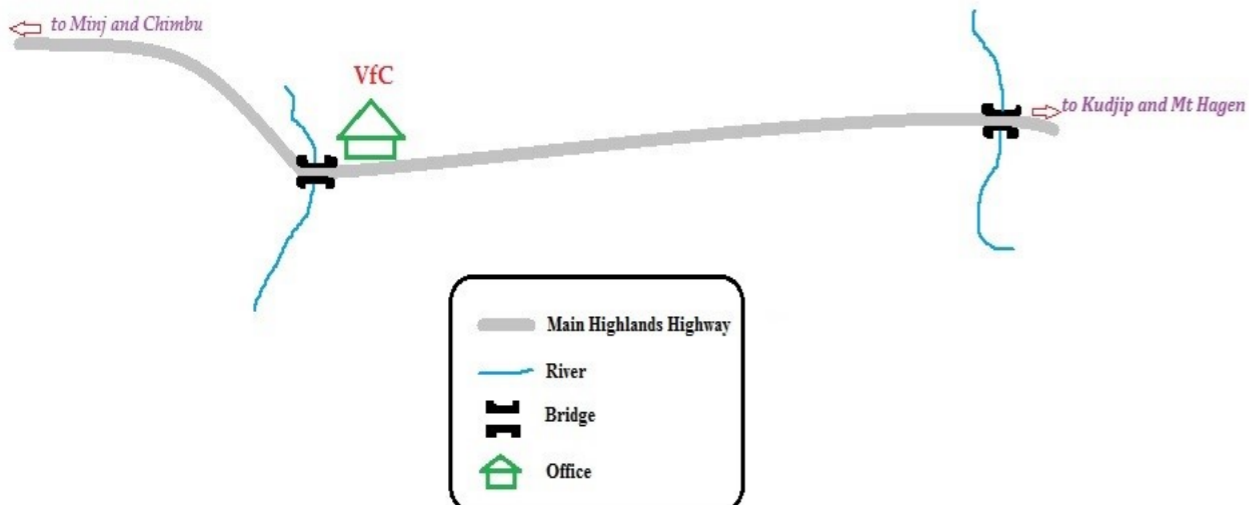 to Minj and Chimbu
VfC
to Kudjip and Mt Hagen
Main Highlands Highway
River
Bridge
Office